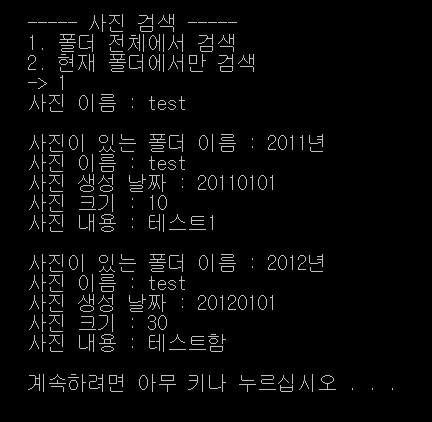 ----- 사진 검색 -----
1. 폴더 전체에서 검색
2. 현재 폴더에서만 검색
-> 1
사진 이름 : test
사진이 있는 폴더 이름 : 2011년
사진 이름 : test
사진 생성 날짜 : 20110101
사진 크기 : 10
사진 내용 : 테스트1
사진이 있는 폴더 이름 : 2012년
사진 이름 : test
사진 생성 날짜 : 20120101
사진 크기 : 30
사진 내용 : 테스트함
계속하려면 아무 키나 누르십시오 . . .